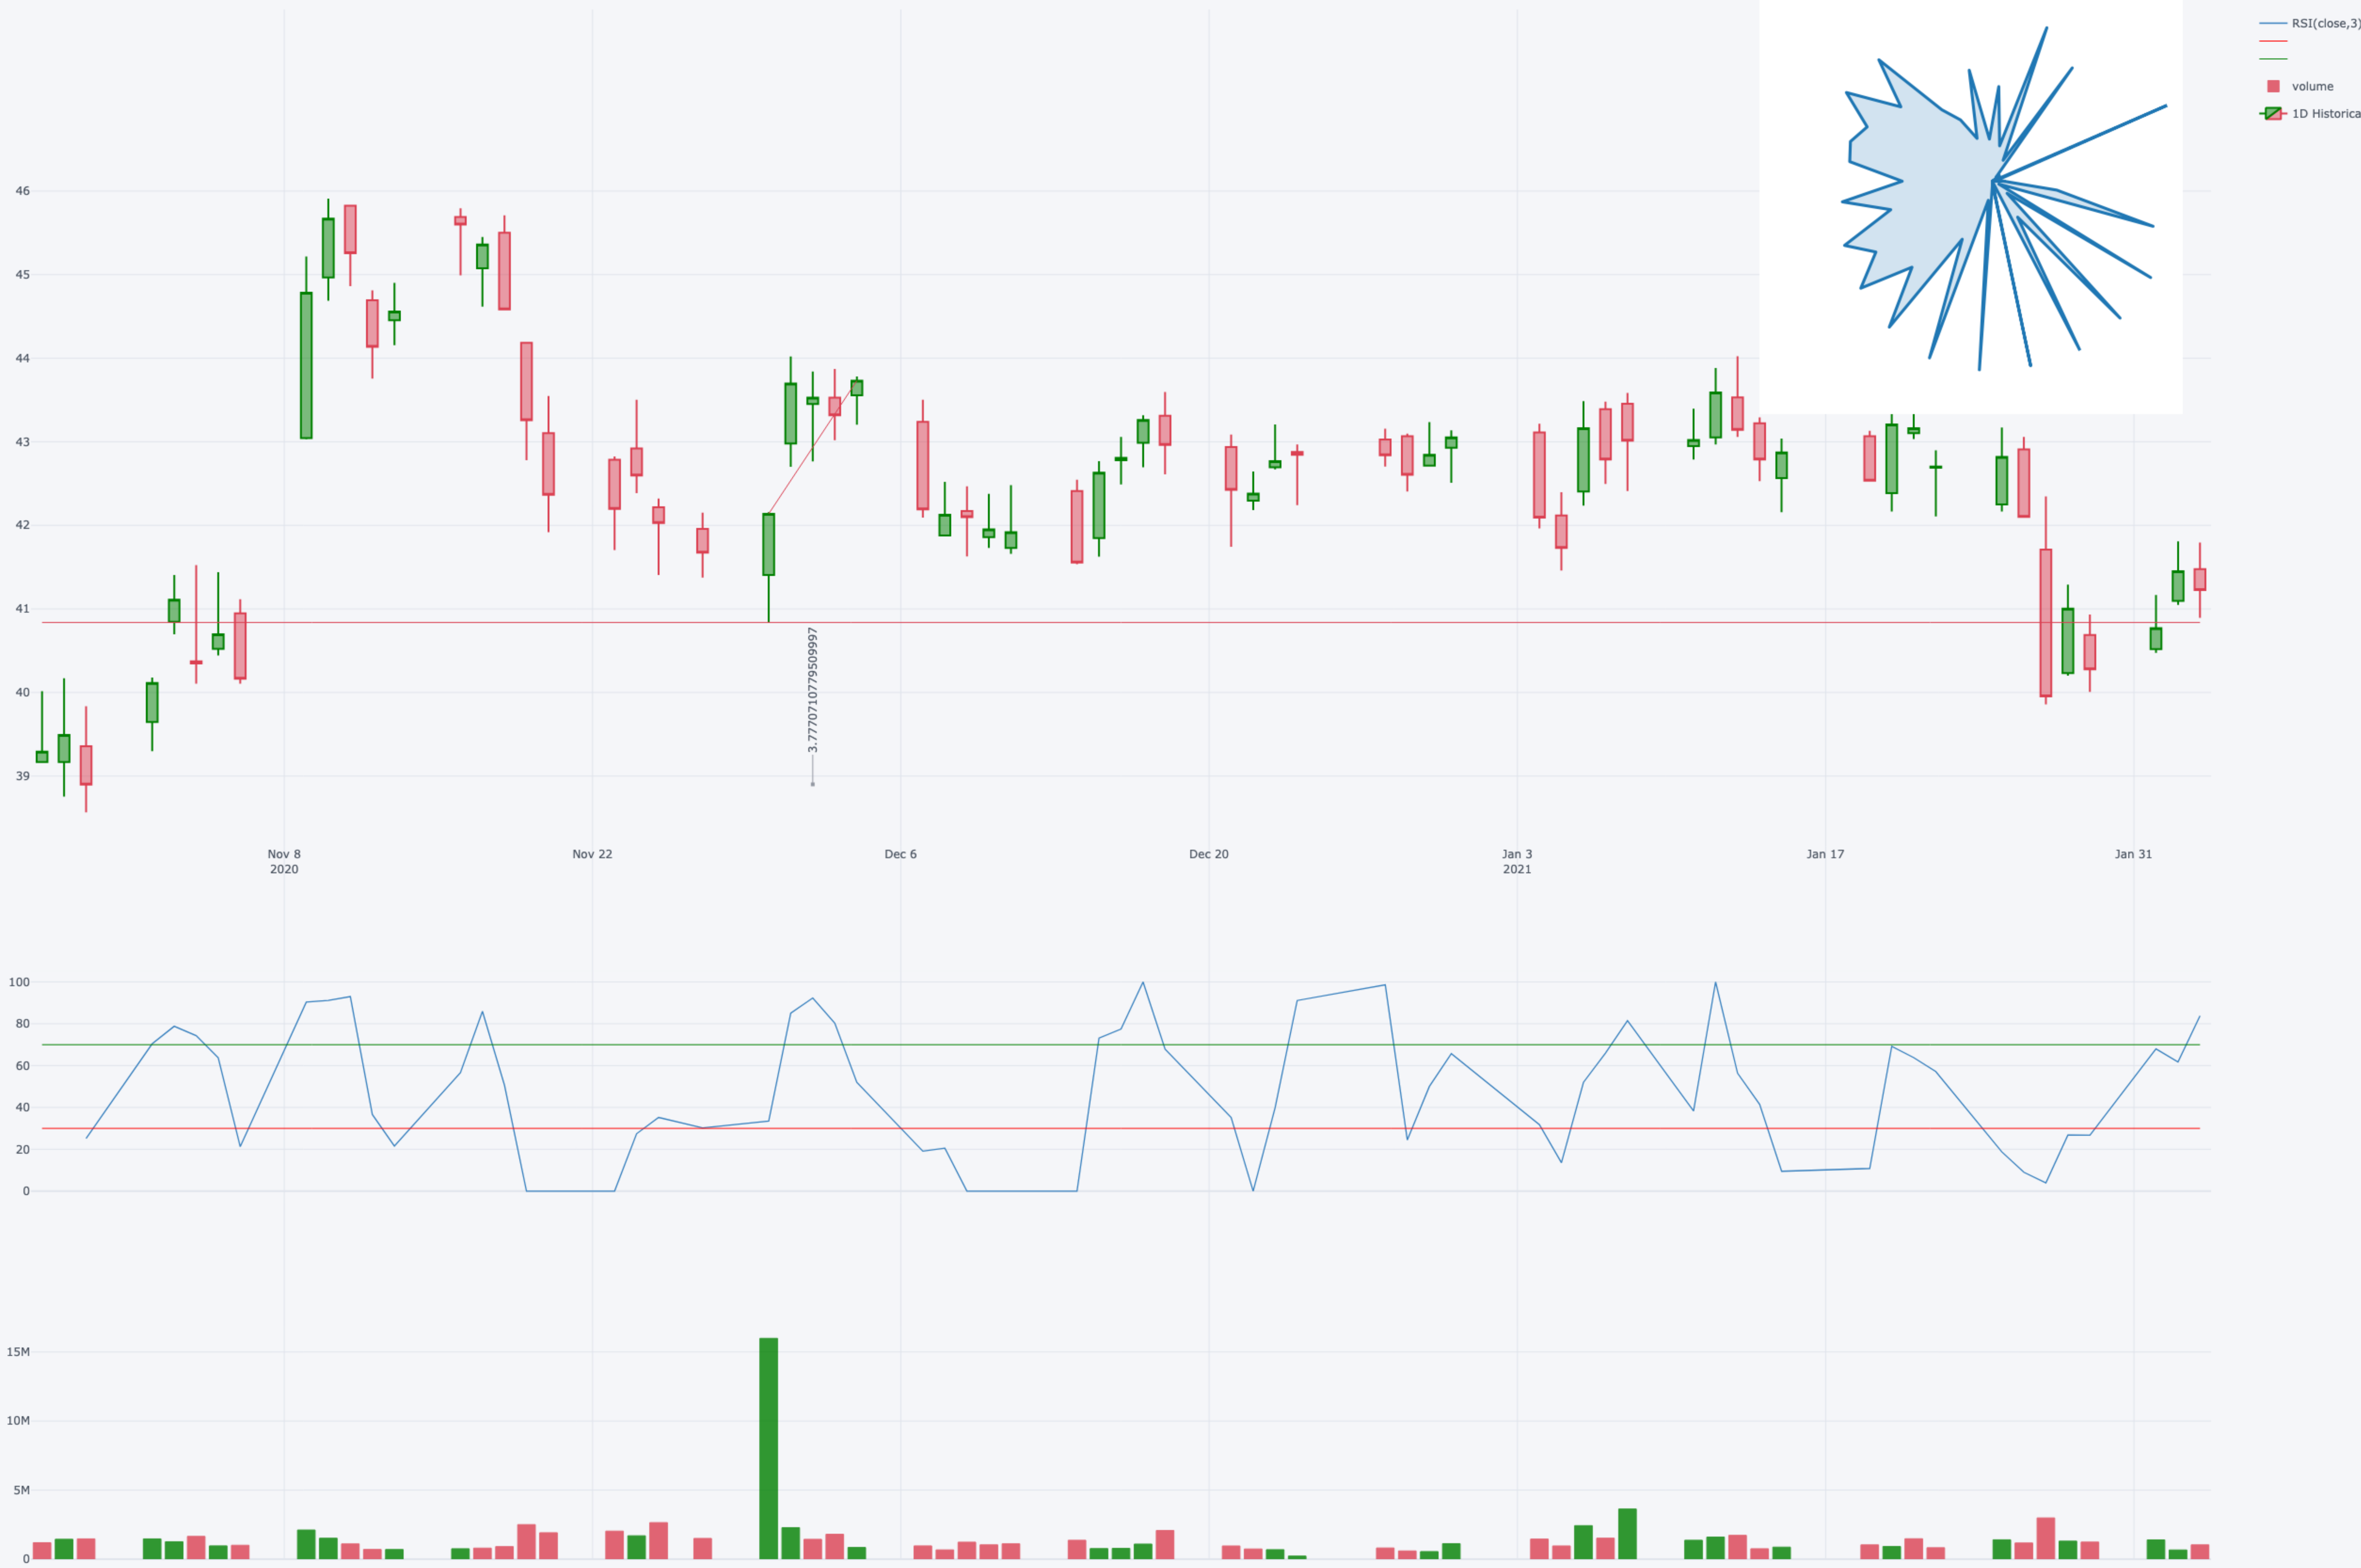 RSI(close,3)
volume
1D Historica
46
45
44
43
42
41
40
39
3.7770710779509997
Nov 8
2020
Nov 22
Dec 6
Dec 20
Jan 3
2021
Jan 17
Jan 31
100
80
60
40
20
0
15M
10M
5M
0